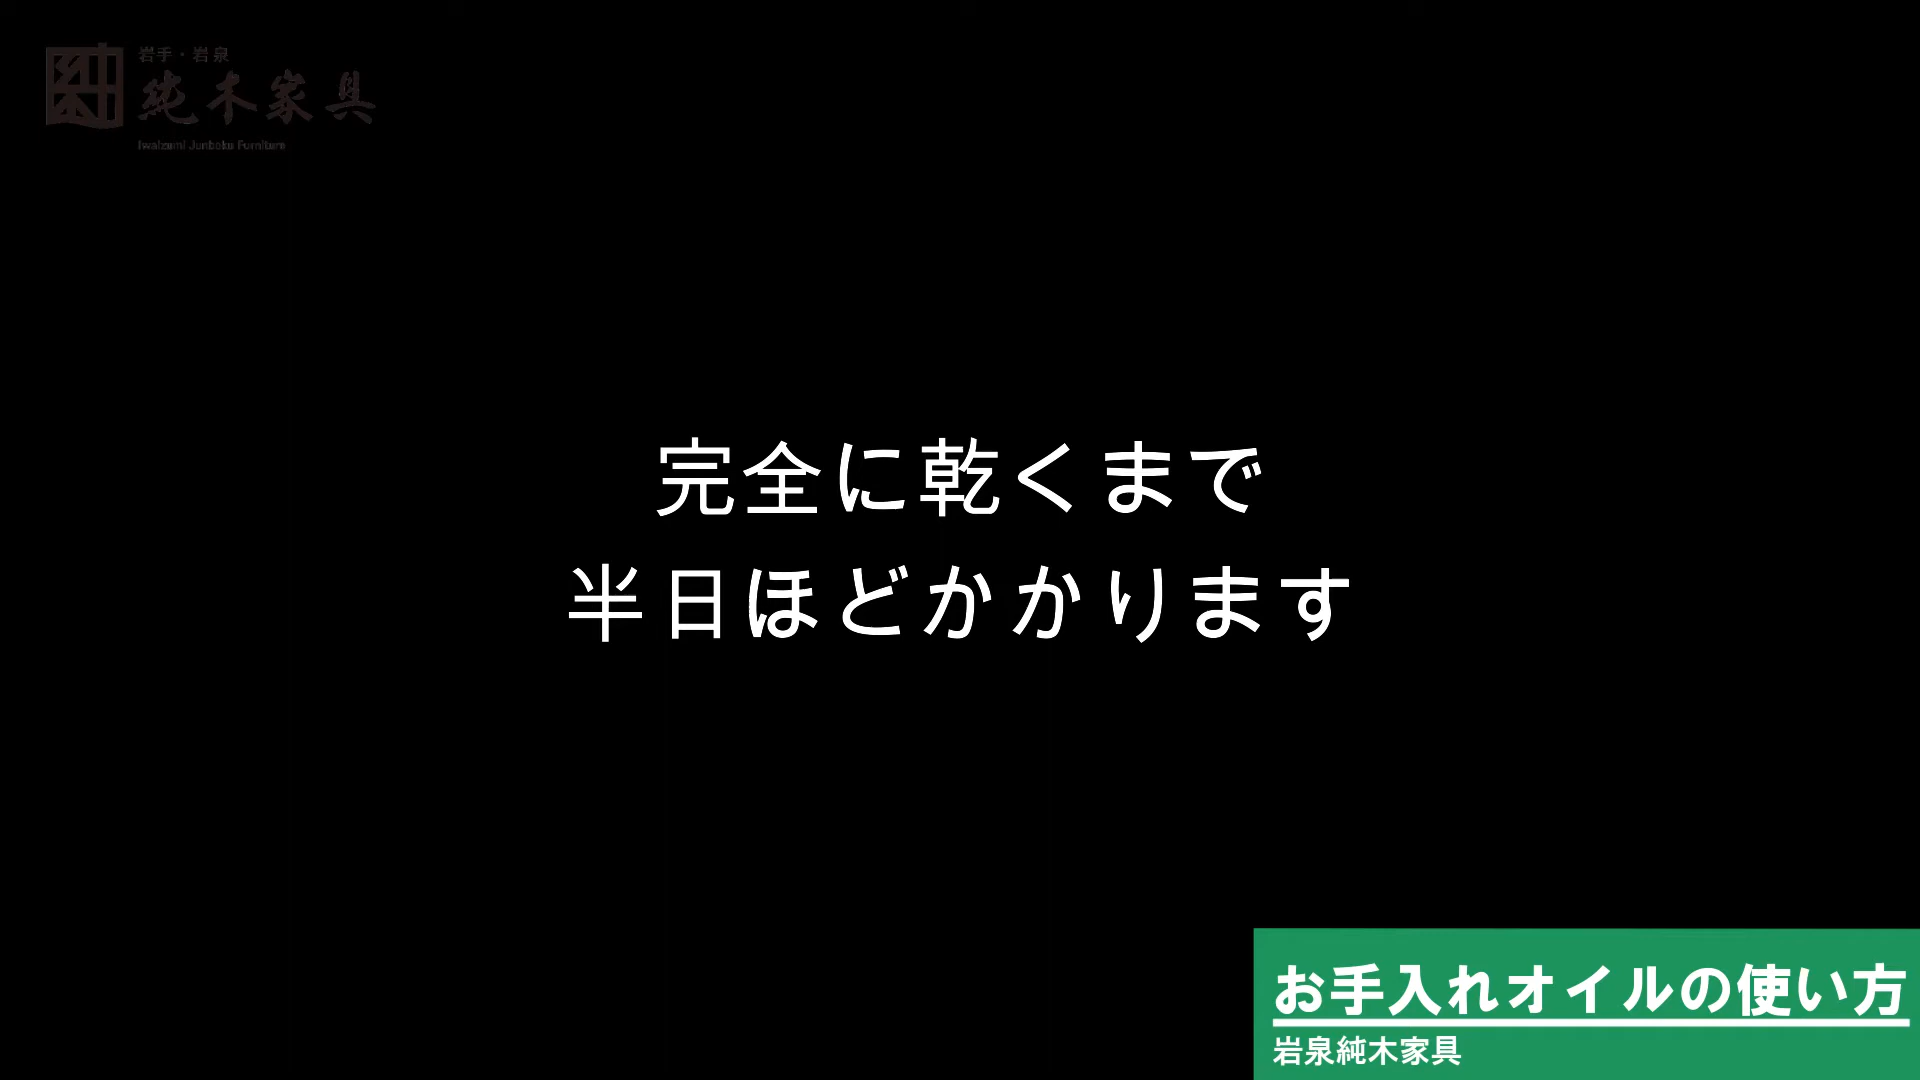 岩手・岩泉
純木家具
Iwaizumi Junboku Furniture
完全に乾くまで
半日ほどかかります
お手入れオイルの使い方
岩泉純木家具